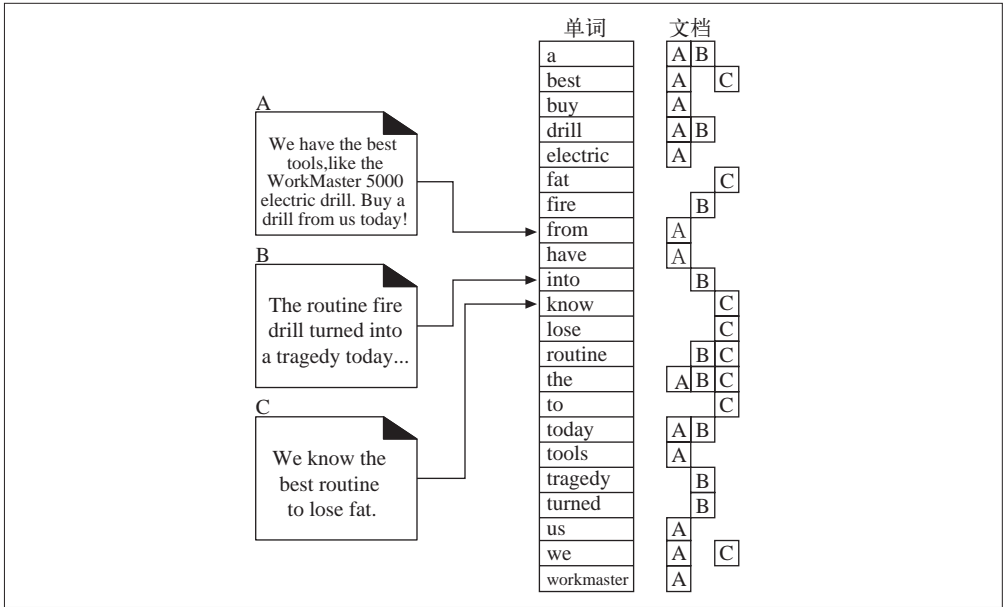 单词 文档
a A B
best A C
buy A
drill A B
electric A
fat C
fire B
from A
have A
into B
know C
lose C
routine B C
the A B C
to C
today A B
tools A
tragedy B
turned B
us A
we A C
workmaster A
A
We have the best
tools,like the
WorkMaster 5000
electric drill. Buy a
drill from us today!
B
The routine fire
drill turned into
a tragedy today...
C
We know the
best routine
to lose fat.